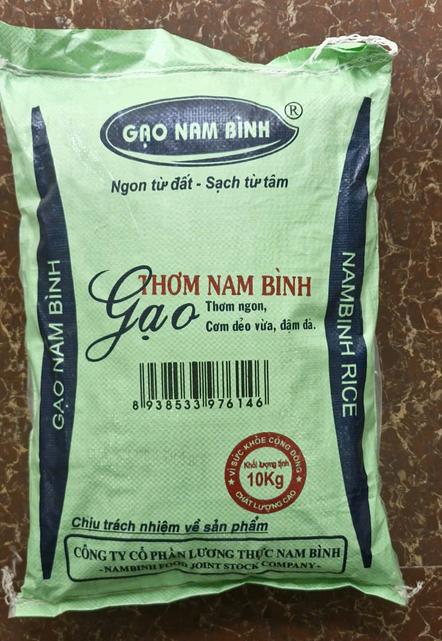 GẠO NAM BÌNH ®
Ngon từ đất - Sạch từ tâm
GẠO NAM BÌNH
NAMBINH RICE
THƠM NAM BÌNH
Gạo
Thơm ngon,
Cơm dẻo vừa, đậm đà.
8 938533 976146
VÌ SỨC KHỎE CỘNG ĐỒNG
Khối lượng tịnh
10Kg
CHẤT LƯỢNG CAO
Chịu trách nhiệm về sản phẩm
CÔNG TY CỔ PHẦN LƯƠNG THỰC NAM BÌNH
-NAMBINH FOOD JOINT STOCK COMPANY-